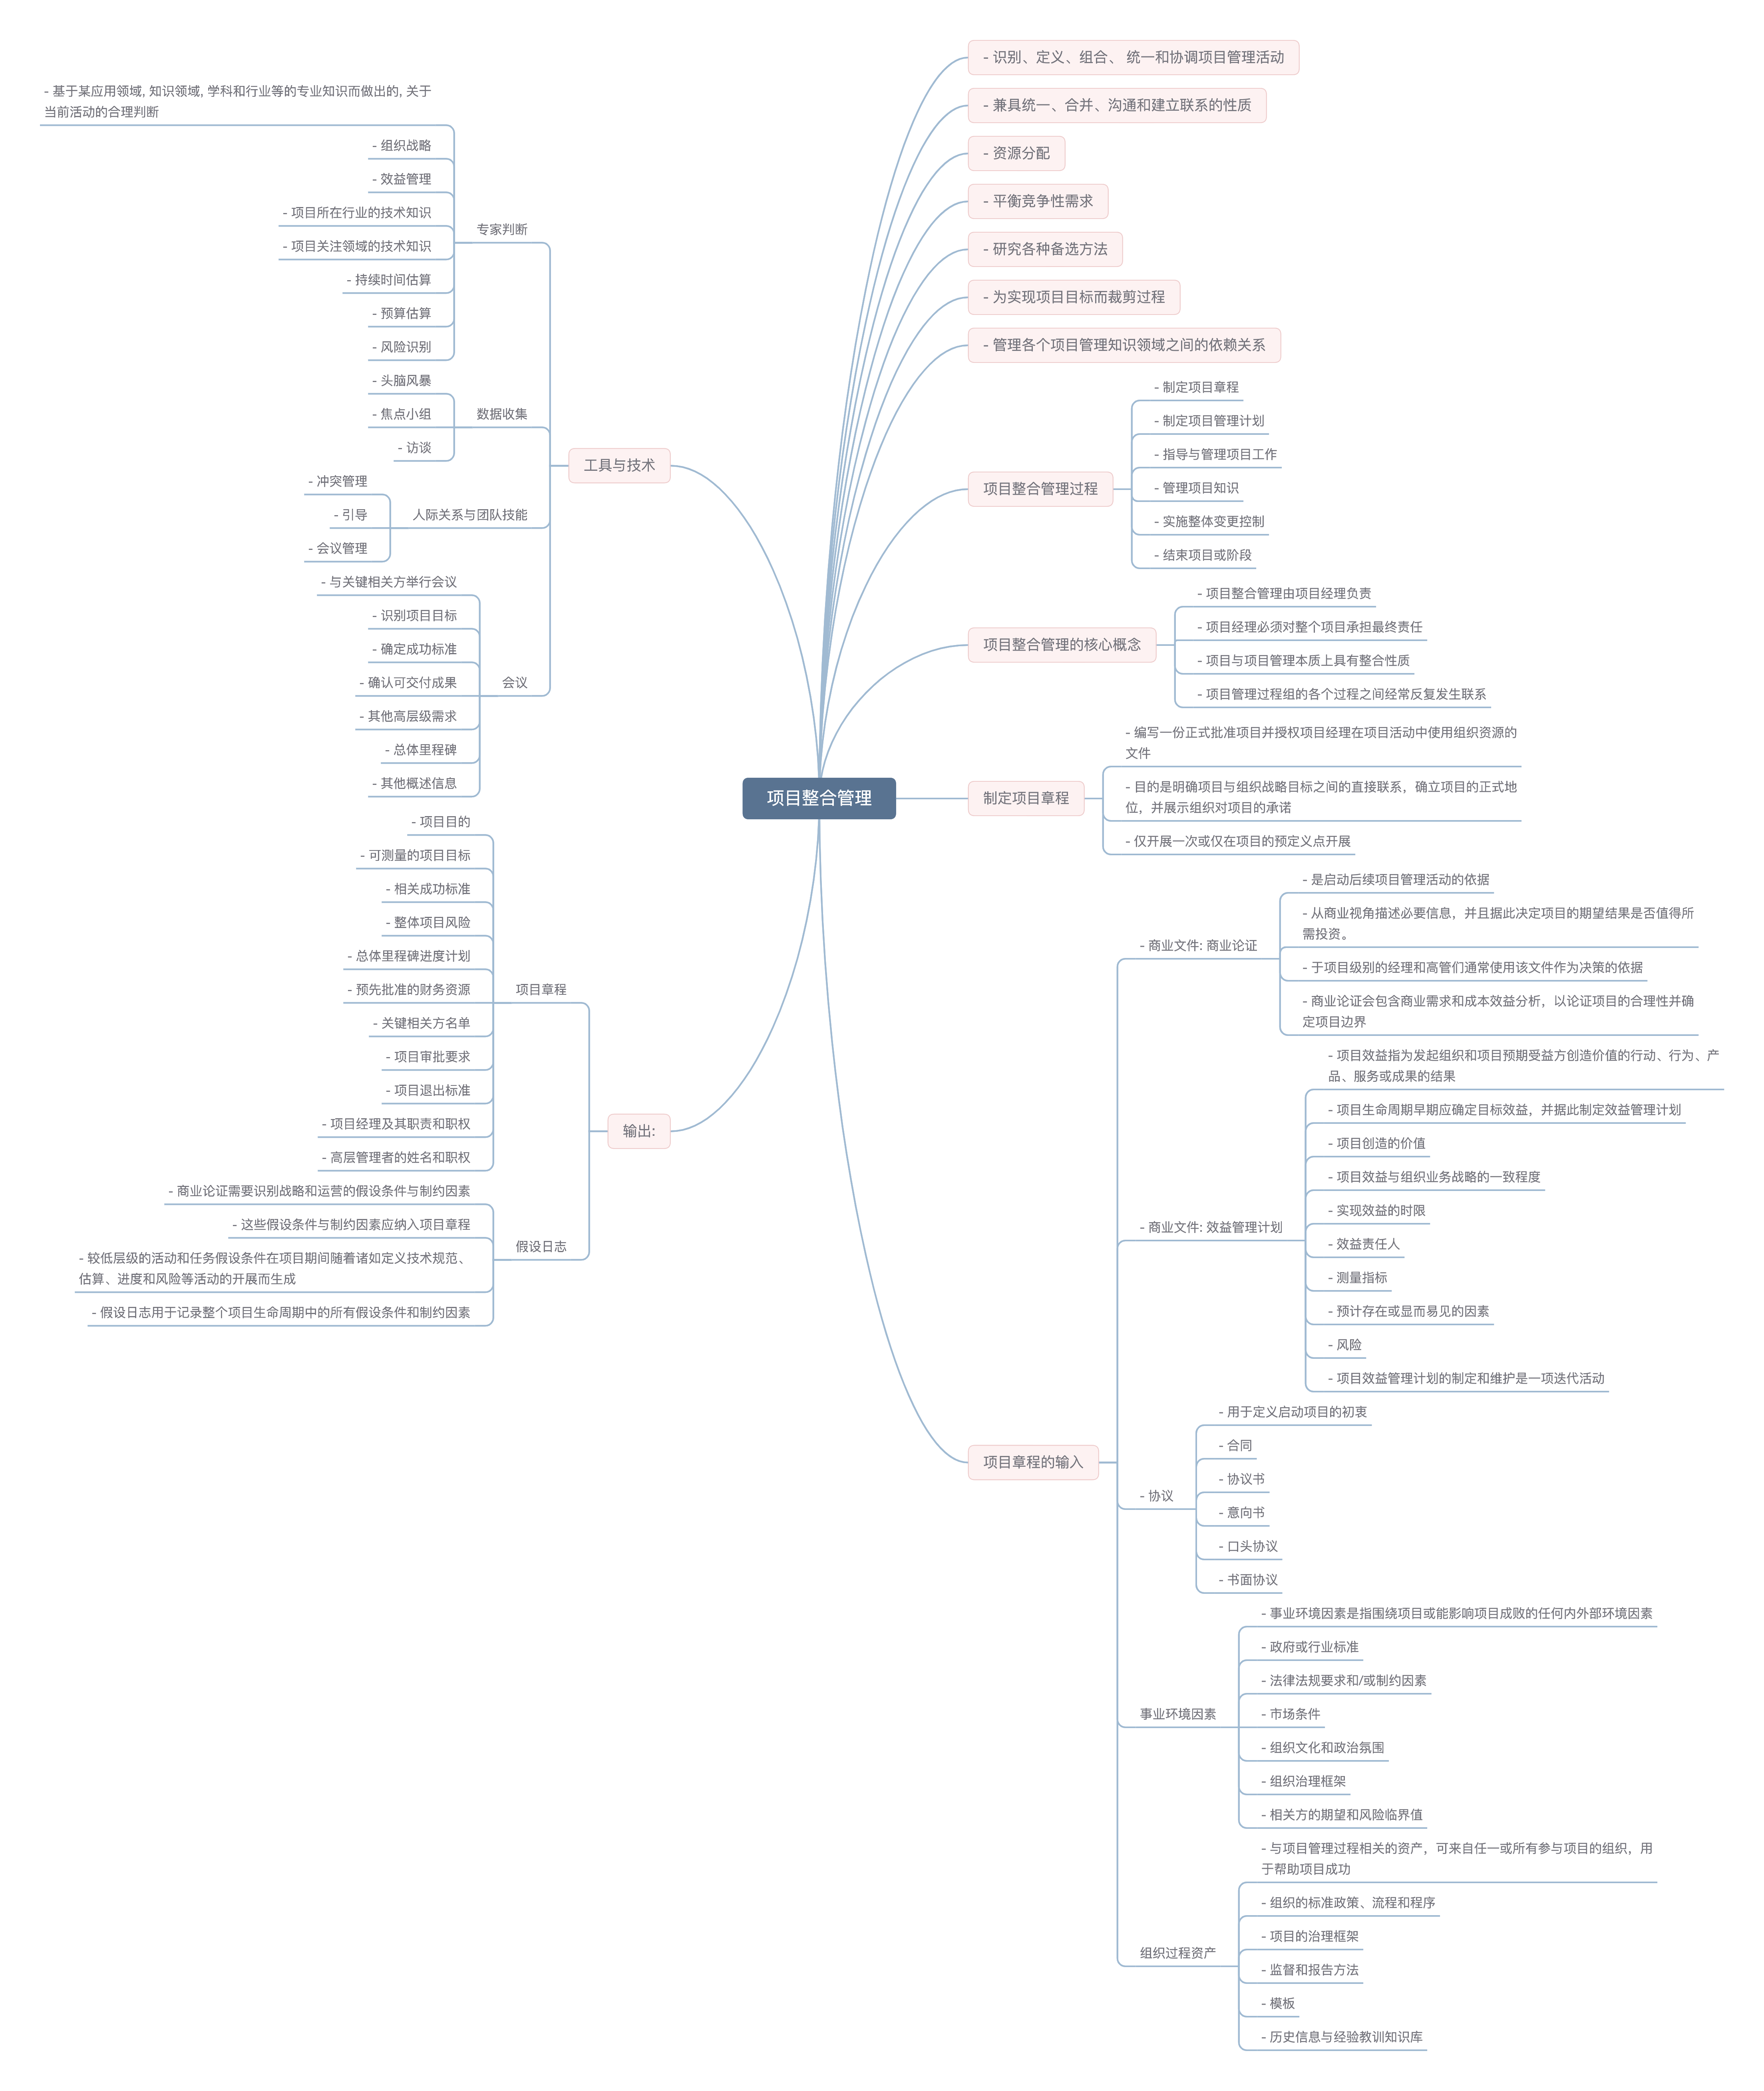 项目整合管理
- 识别、定义、组合、 统一和协调项目管理活动
- 兼具统一、合并、沟通和建立联系的性质
- 资源分配
- 平衡竞争性需求
- 研究各种备选方法
- 为实现项目目标而裁剪过程
- 管理各个项目管理知识领域之间的依赖关系
项目整合管理过程
- 制定项目章程
- 制定项目管理计划
- 指导与管理项目工作
- 管理项目知识
- 实施整体变更控制
- 结束项目或阶段
项目整合管理的核心概念
- 项目整合管理由项目经理负责
- 项目经理必须对整个项目承担最终责任
- 项目与项目管理本质上具有整合性质
- 项目管理过程组的各个过程之间经常反复发生联系
制定项目章程
- 编写一份正式批准项目并授权项目经理在项目活动中使用组织资源的
文件
- 目的是明确项目与组织战略目标之间的直接联系，确立项目的正式地
位，并展示组织对项目的承诺
- 仅开展一次或仅在项目的预定义点开展
项目章程的输入
- 商业文件: 商业论证
- 是启动后续项目管理活动的依据
- 从商业视角描述必要信息，并且据此决定项目的期望结果是否值得所
需投资。
- 于项目级别的经理和高管们通常使用该文件作为决策的依据
- 商业论证会包含商业需求和成本效益分析，以论证项目的合理性并确
定项目边界
- 商业文件: 效益管理计划
- 项目效益指为发起组织和项目预期受益方创造价值的行动、行为、产
品、服务或成果的结果
- 项目生命周期早期应确定目标效益，并据此制定效益管理计划
- 项目创造的价值
- 项目效益与组织业务战略的一致程度
- 实现效益的时限
- 效益责任人
- 测量指标
- 预计存在或显而易见的因素
- 风险
- 项目效益管理计划的制定和维护是一项迭代活动
- 协议
- 用于定义启动项目的初衷
- 合同
- 协议书
- 意向书
- 口头协议
- 书面协议
事业环境因素
- 事业环境因素是指围绕项目或能影响项目成败的任何内外部环境因素
- 政府或行业标准
- 法律法规要求和/或制约因素
- 市场条件
- 组织文化和政治氛围
- 组织治理框架
- 相关方的期望和风险临界值
组织过程资产
- 与项目管理过程相关的资产，可来自任一或所有参与项目的组织，用
于帮助项目成功
- 组织的标准政策、流程和程序
- 项目的治理框架
- 监督和报告方法
- 模板
- 历史信息与经验教训知识库
工具与技术
专家判断
- 基于某应用领域, 知识领域, 学科和行业等的专业知识而做出的, 关于
当前活动的合理判断
- 组织战略
- 效益管理
- 项目所在行业的技术知识
- 项目关注领域的技术知识
- 持续时间估算
- 预算估算
- 风险识别
数据收集
- 头脑风暴
- 焦点小组
- 访谈
人际关系与团队技能
- 冲突管理
- 引导
- 会议管理
会议
- 与关键相关方举行会议
- 识别项目目标
- 确定成功标准
- 确认可交付成果
- 其他高层级需求
- 总体里程碑
- 其他概述信息
输出:
项目章程
- 项目目的
- 可测量的项目目标
- 相关成功标准
- 整体项目风险
- 总体里程碑进度计划
- 预先批准的财务资源
- 关键相关方名单
- 项目审批要求
- 项目退出标准
- 项目经理及其职责和职权
- 高层管理者的姓名和职权
假设日志
- 商业论证需要识别战略和运营的假设条件与制约因素
- 这些假设条件与制约因素应纳入项目章程
- 较低层级的活动和任务假设条件在项目期间随着诸如定义技术规范、
估算、进度和风险等活动的开展而生成
- 假设日志用于记录整个项目生命周期中的所有假设条件和制约因素